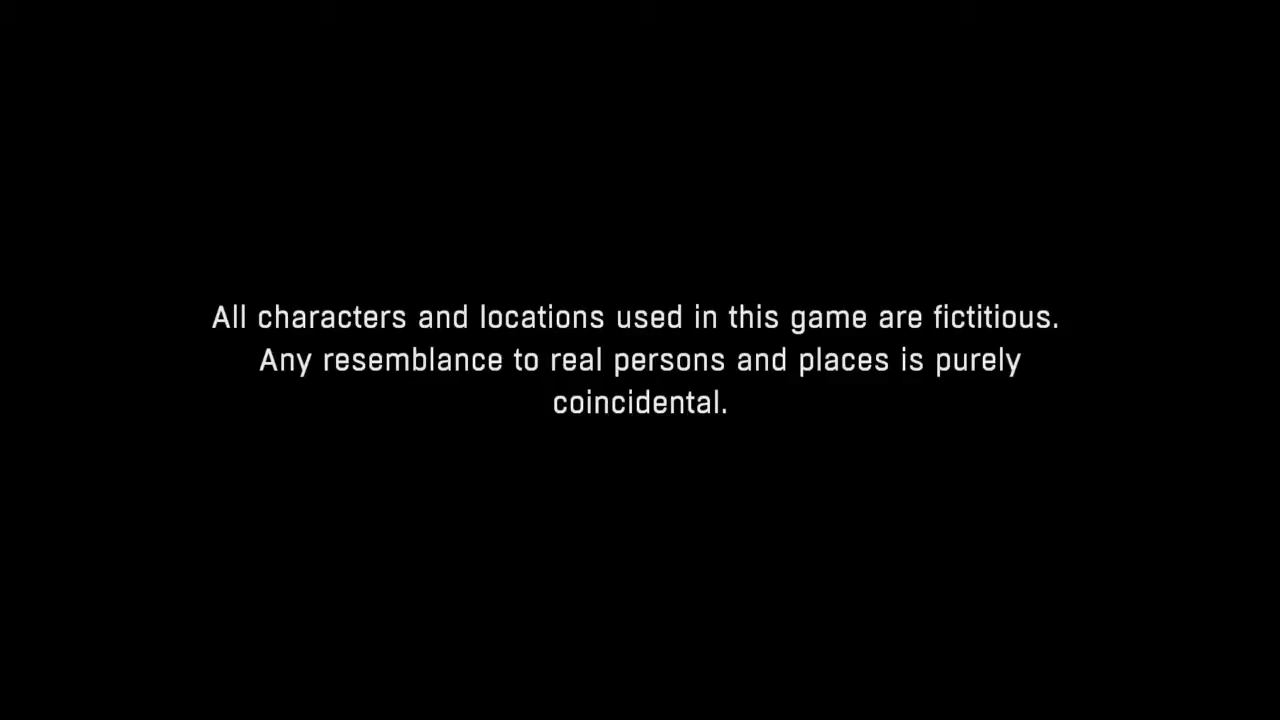 All characters and locations used in this game are fictitious.
Any resemblance to real persons and places is purely
coincidental.